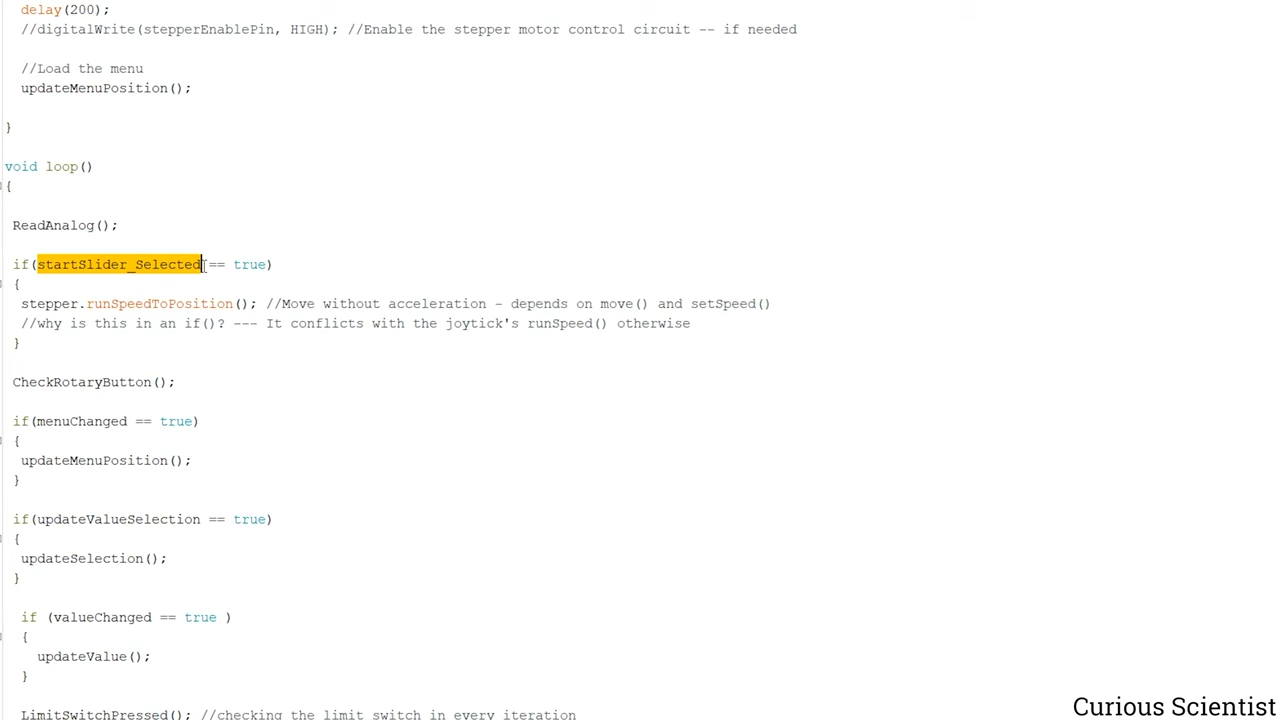 delay(200);
//digitalWrite(stepperEnablePin, HIGH); //Enable the stepper motor control circuit -- if needed
//Load the menu
updateMenuPosition();
}
void loop()
{
ReadAnalog();
if(startSlider_Selected == true)
{
stepper.runSpeedToPosition(); //Move without acceleration - depends on move() and setSpeed()
//why is this in an if()? --- It conflicts with the joytick's runSpeed() otherwise
}
CheckRotaryButton();
if(menuChanged == true)
{
updateMenuPosition();
}
if(updateValueSelection == true)
{
updateSelection();
}
if (valueChanged == true )
{
updateValue();
}
LimitSwitchPressed(); //checking the limit switch in every iteration
Curious Scientist